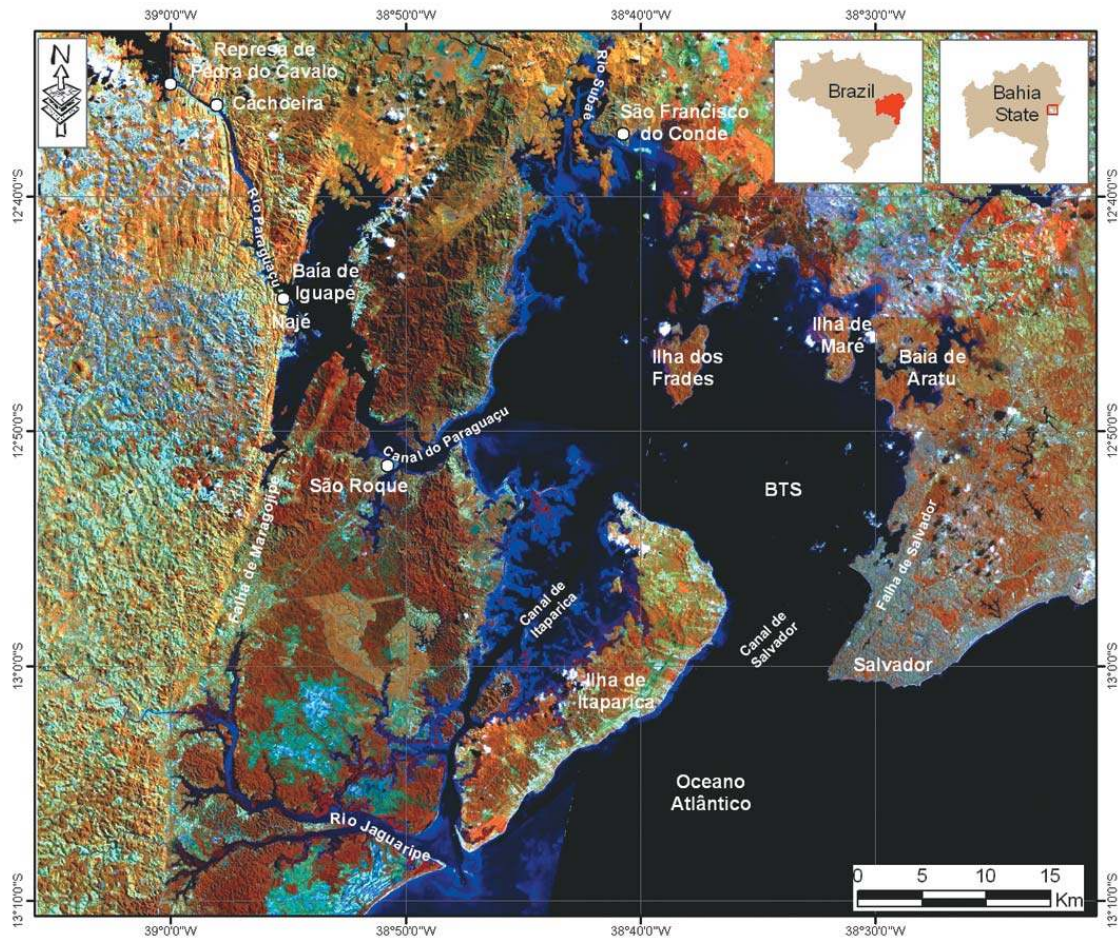 39°0'0"W
38°50'0"W
38°40'0"W
38°30'0"W
N
Represa de
Pedra do Cavalo
Cachoeira
Rio Subaé
São Francisco
do Conde
Brazil
Bahia
State
12°40'0"S
12°40'0"S
Rio Paraguaçu
Baía de
Iguape
Najé
Ilha dos
Frades
Ilha de
Maré
Baia de
Aratu
12°50'0"S
12°50'0"S
Canal do Paraguaçu
São Roque
BTS
Falha de Maragojipe
Falha de Salvador
Canal de
Itaparica
Canal de
Salvador
13°0'0"S
13°0'0"S
Salvador
Ilha de
Itaparica
Oceano
Atlântico
Rio Jaguaripe
0 5 10 15
Km
13°10'0"S
13°10'0"S
39°0'0"W
38°50'0"W
38°40'0"W
38°30'0"W